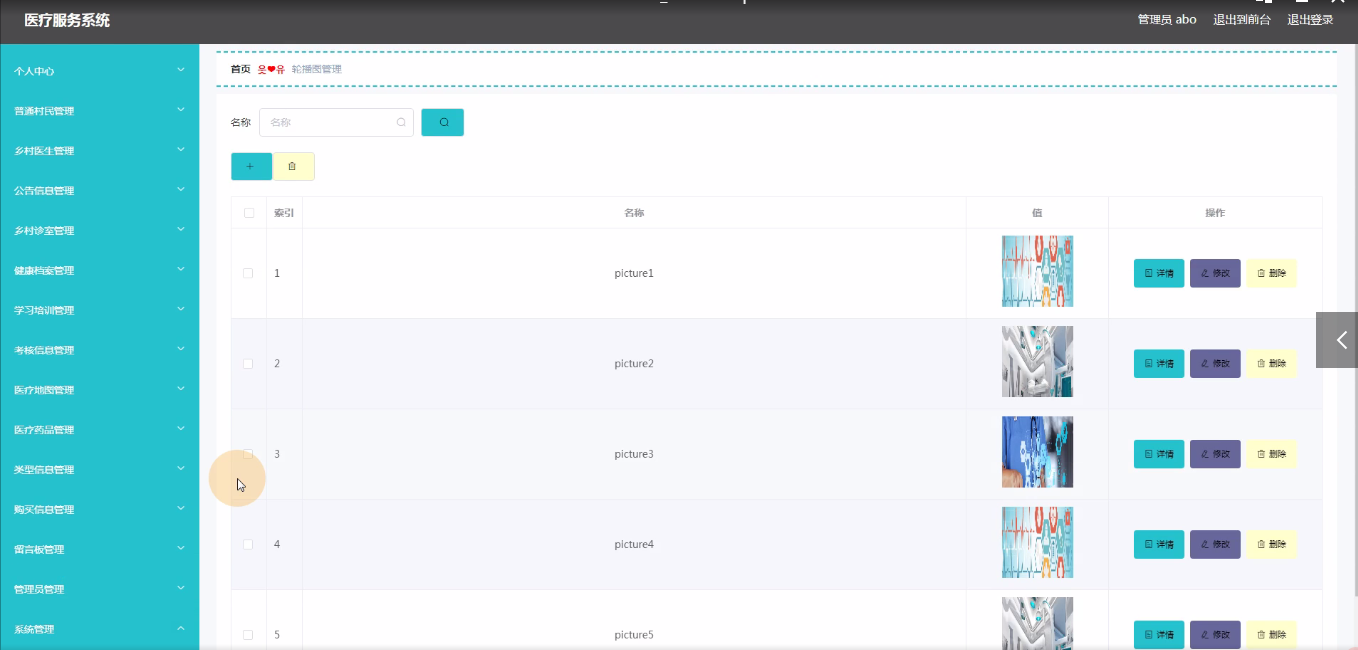 医疗服务系统
管理员 abo 退出到前台 退出登录
个人中心
普通村民管理
乡村医生管理
公告信息管理
乡村诊室管理
健康档案管理
学习培训管理
考核信息管理
医疗地图管理
医疗药品管理
类型信息管理
购买信息管理
留言板管理
管理员管理
系统管理
首页 웃❤유 轮播图管理
名称 名称
索引 名称 值 操作
1 picture1 详情 修改 删除
2 picture2 详情 修改 删除
3 picture3 详情 修改 删除
4 picture4 详情 修改 删除
5 picture5 详情 修改 删除